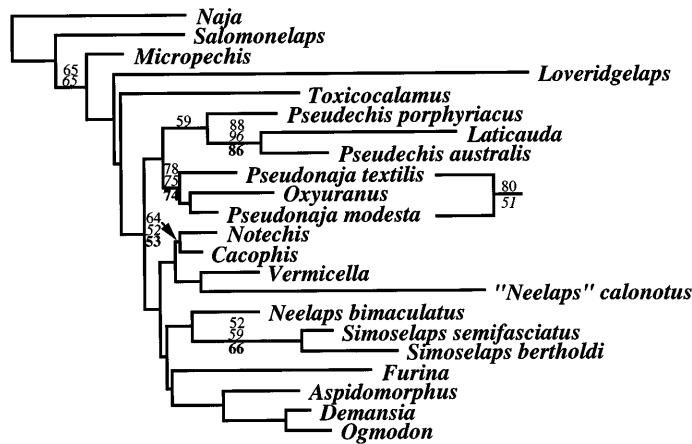 Naja
Salomonelaps
Micropechis
65
65
Loveridgelaps
Toxicocalamus
Pseudechis porphyriacus
59
88
96
86
Laticauda
Pseudechis australis
78
75
74
Pseudonaja textilis
Oxyuranus
80
51
Pseudonaja modesta
64
52
53
Notechis
Cacophis
Vermicella
"Neelaps" calonotus
Neelaps bimaculatus
52
59
66
Simoselaps semifasciatus
Simoselaps bertholdi
Furina
Aspidomorphus
Demansia
Ogmodon